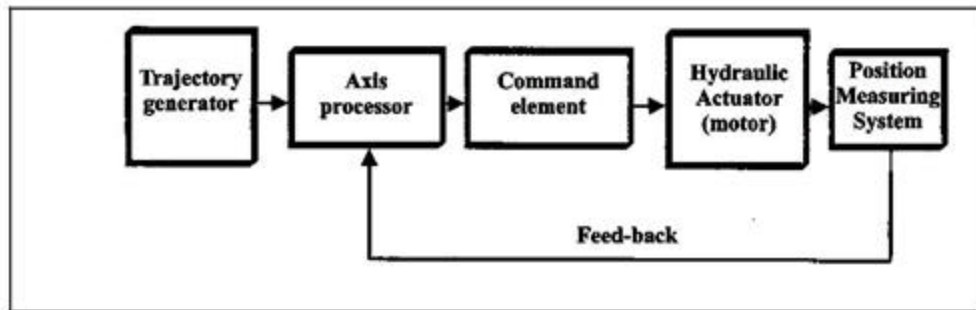 Trajectory
generator
Axis
processor
Command
element
Hydraulic
Actuator
(motor)
Position
Measuring
System
Feed-back